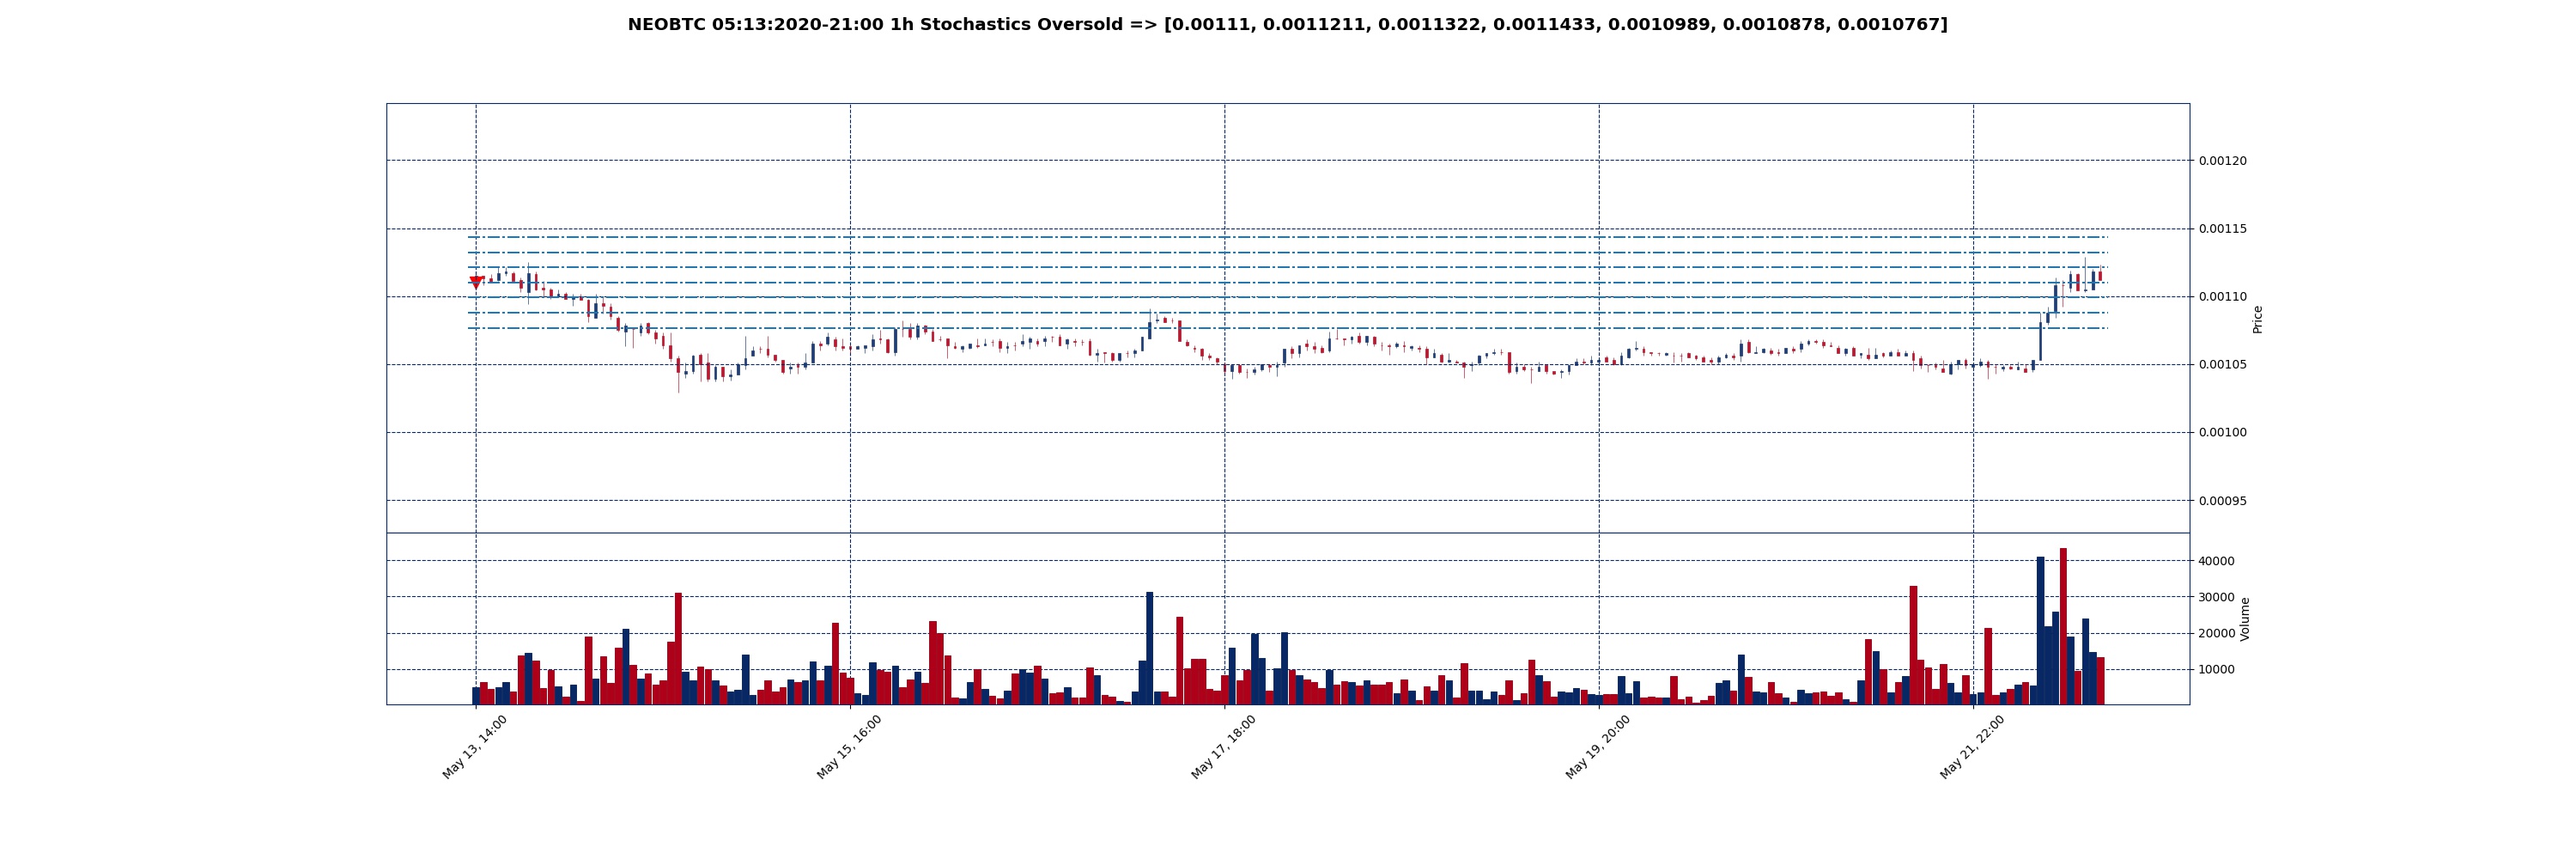 NEOBTC 05:13:2020-21:00 1h Stochastics Oversold => [0.00111, 0.0011211, 0.0011322, 0.0011433, 0.0010989, 0.0010878, 0.0010767]
0.00120
0.00115
0.00110
0.00105
0.00100
0.00095
Price
40000
30000
20000
10000
Volume
May 13, 14:00
May 15, 16:00
May 17, 18:00
May 19, 20:00
May 21, 22:00